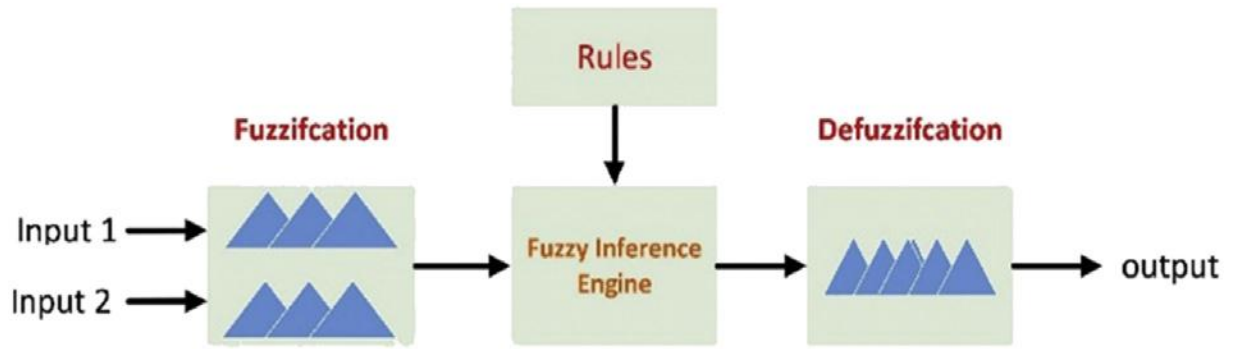 Rules
Fuzzifcation
Defuzzifcation
Input 1
Input 2
Fuzzy Inference
Engine
output